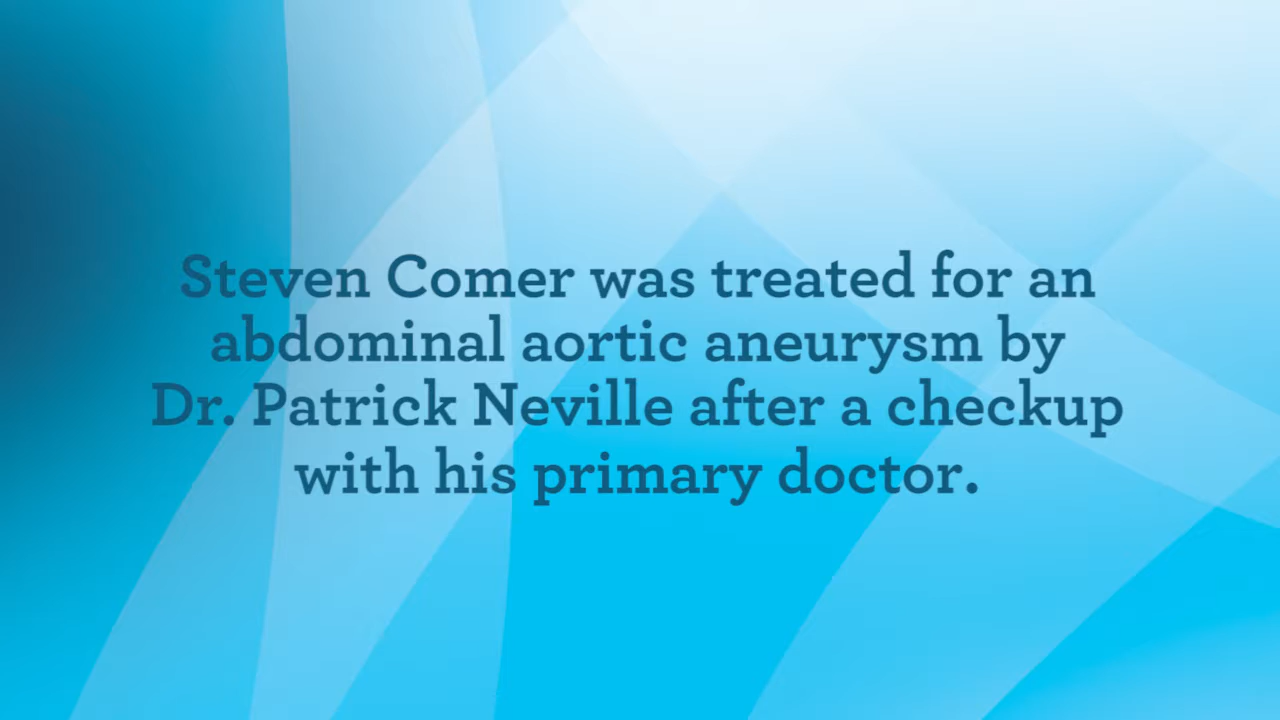 Steven Comer was treated for an
abdominal aortic aneurysm by
Dr. Patrick Neville after a checkup
with his primary doctor.